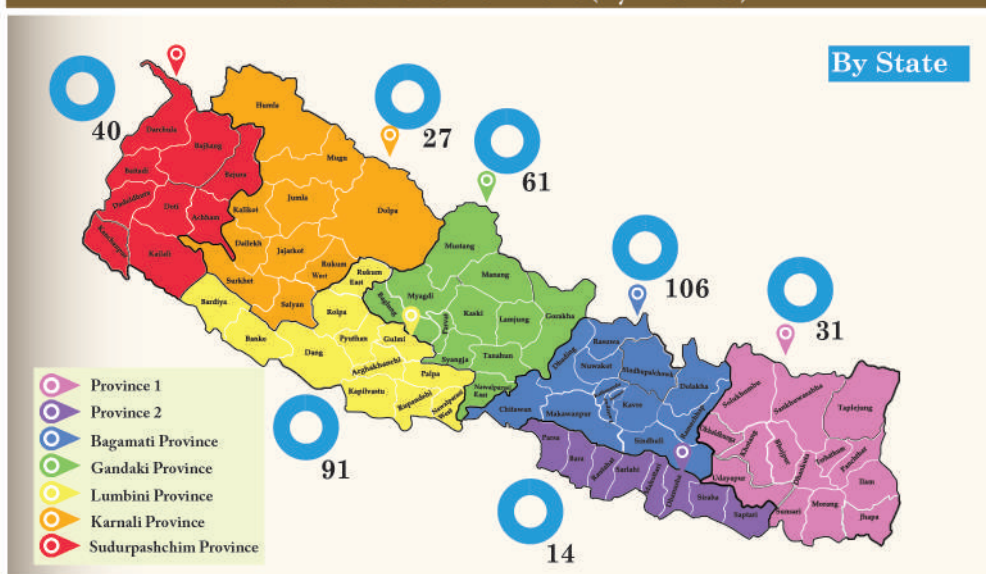 By State
40
27
61
106
31
91
14
Humla
Darchula
Bajhang
Mugu
Baitadi
Bajura
Dadeldhura
Doti
Achham
Jumla
Kalikot
Dolpa
Kanchanpur
Kailali
Dailekh
Jajarkot
Rukum
West
Surkhet
Salyan
Mustang
Manang
Rukum
East
Myagdi
Baglung
Parbat
Kaski
Lamjung
Gorakha
Bardiya
Rolpa
Banke
Dang
Pyuthan
Gulmi
Syangja
Tanahun
Arghakhanchi
Palpa
Kapilvastu
Rupandehi
Nawalparasi
West
Nawalparasi
East
Rasuwa
Dhading
Nuwakot
Sindhupalchowk
Dolakha
Chitawan
Makawanpur
Kavre
Ramechhap
Sindhuli
Solukhumbu
Sankhuwasabha
Taplejung
Okhaldhunga
Khotang
Bhojpur
Dhankuta
Terhathum
Panchthar
Udayapur
Ilam
Sunsari
Morang
Jhapa
Parsa
Bara
Rautahat
Sarlahi
Mahottari
Dhanusha
Siraha
Saptari
Province 1
Province 2
Bagamati Province
Gandaki Province
Lumbini Province
Karnali Province
Sudurpashchim Province